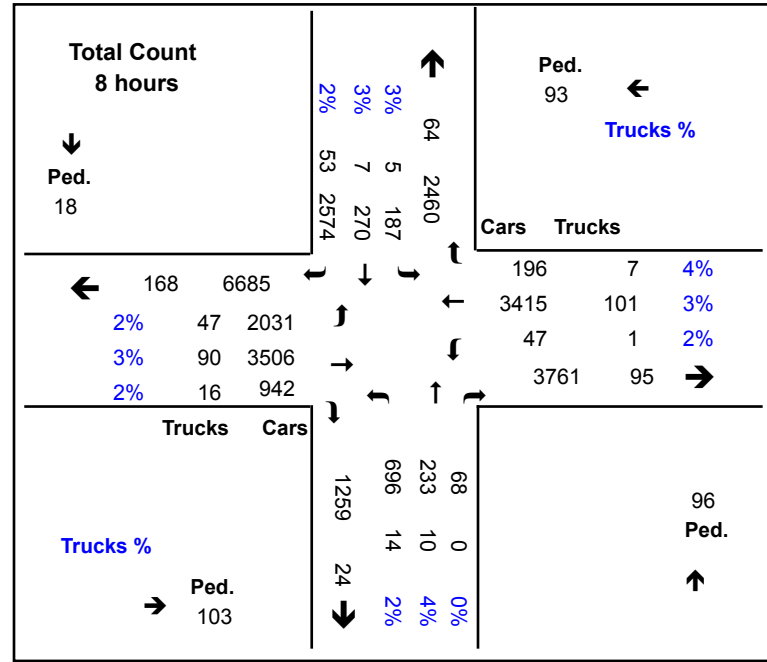 Total Count
8 hours
Ped.
18
2% 3% 3%
53 7 5 64
2574 270 187 2460
Ped.
93
Trucks %
Cars Trucks
196 7 4%
3415 101 3%
47 1 2%
3761 95
168 6685
2% 47 2031
3% 90 3506
2% 16 942
Trucks Cars
1259 696 233 68
24 14 10 0
2% 4% 0%
Trucks %
Ped.
103
96
Ped.